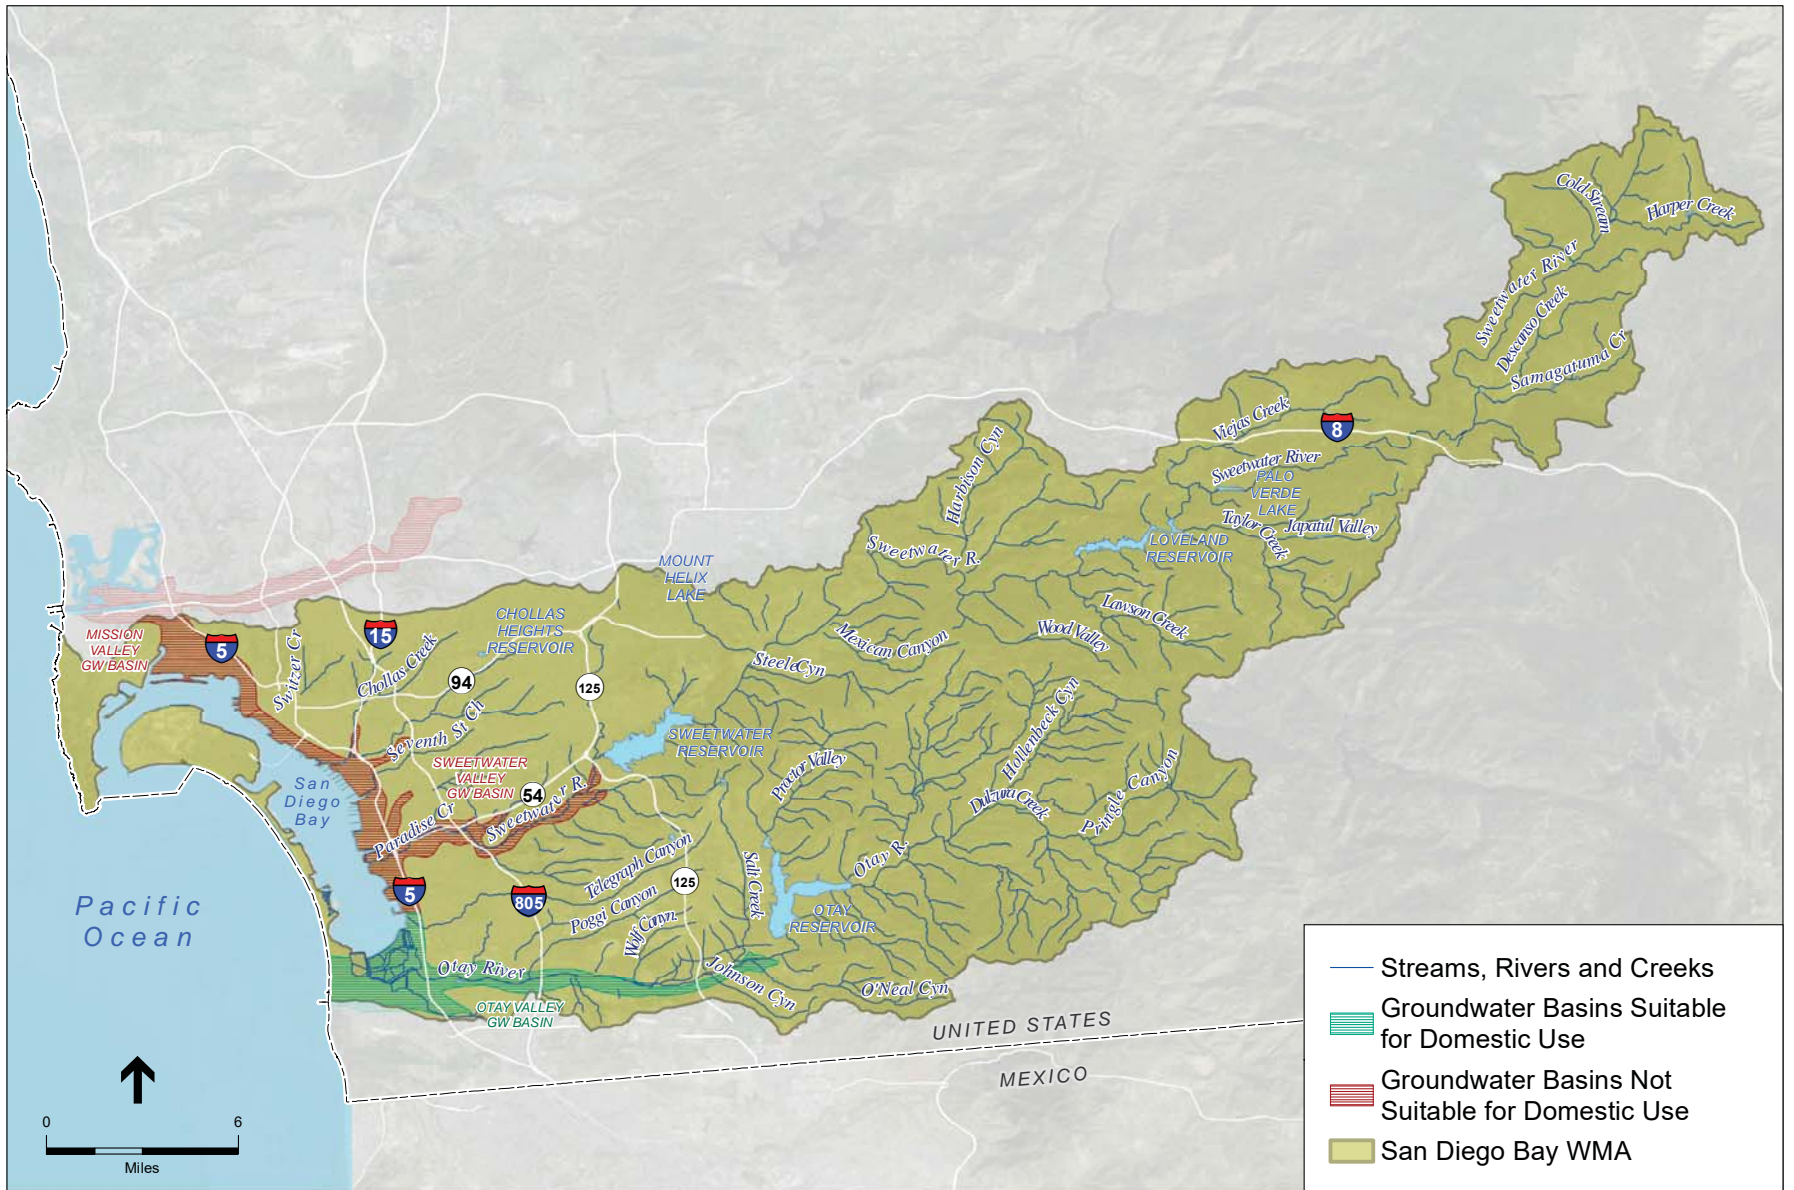 Cold Stream
Harper Creek
Sweetwater River
Descanso Creek
Samagatuma Cr
Viejas Creek
8
Harbison Cyn
Sweetwater River
PALO
VERDE
LAKE
Taylor Creek
Japatul Valley
Sweetwater R.
LOVELAND
RESERVOIR
MOUNT
HELIX
LAKE
Lawson Creek
CHOLLAS
HEIGHTS
RESERVOIR
MISSION
VALLEY
GW BASIN
5
Switzer Cr
15
Chollas Creek
94
125
Mexican Canyon
Wood Valley
Steele Cyn
Seventh St Ch
SWEETWATER
RESERVOIR
Hollenbeck Cyn
SWEETWATER
VALLEY
GW BASIN
Proctor Valley
Pringle Canyon
San
Diego
Bay
54
Sweetwater R.
Paradise Cr
Dulzura Creek
Telegraph Canyon
Otay R.
Salt Creek
5
805
125
Poggi Canyon
Wolf Canyn.
OTAY
RESERVOIR
Pacific
Ocean
Otay River
Johnson Cyn
O'Neal Cyn
OTAY VALLEY
GW BASIN
UNITED STATES
MEXICO
0 6
Miles
Streams, Rivers and Creeks
Groundwater Basins Suitable
for Domestic Use
Groundwater Basins Not
Suitable for Domestic Use
San Diego Bay WMA